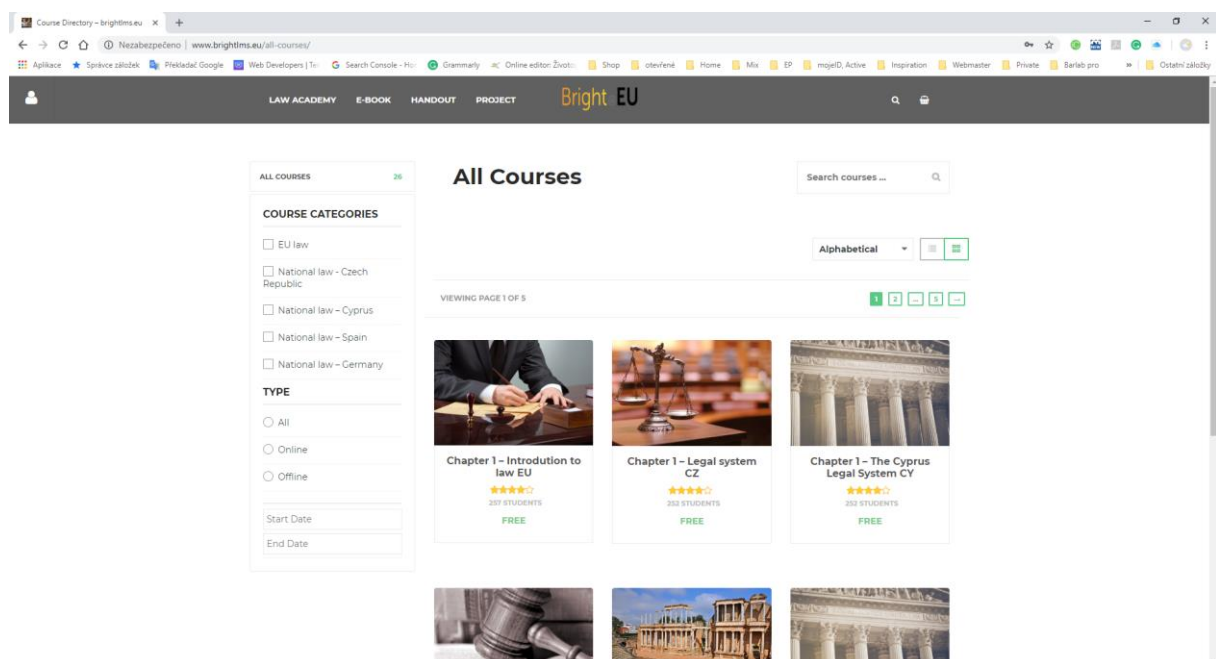 Course Directory – brightlms.eu
Nezabezpečeno | www.brightlms.eu/all-courses/
Aplikace Správce záložek Překladač Google Web Developers | Te Search Console - Ho Grammarly Online editor: Životo Shop otevřené Home Mix EP mojeID, Active Inspiration Webmaster Private Barlab pro » Ostatní záložky
LAW ACADEMY E-BOOK HANDOUT PROJECT Bright EU
ALL COURSES 26
All Courses
Search courses ...
COURSE CATEGORIES
EU law
National law - Czech
Republic
National law – Cyprus
National law – Spain
National law – Germany
TYPE
All
Online
Offline
Start Date
End Date
Alphabetical
VIEWING PAGE 1 OF 5
1 2 ... 5 →
Chapter 1 – Introdution to
law EU
257 STUDENTS
FREE
Chapter 1 – Legal system
CZ
252 STUDENTS
FREE
Chapter 1 – The Cyprus
Legal System CY
252 STUDENTS
FREE